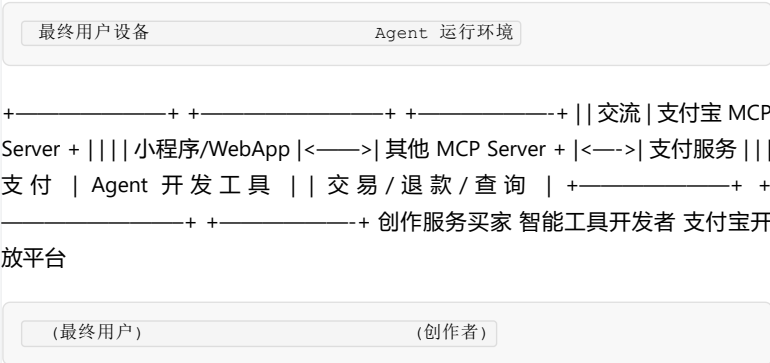 最终用户设备 Agent 运行环境
+———————+ +—————————+ +——————-+ | | 交流 | 支付宝 MCP
Server + | | | | 小程序/WebApp |<——>| 其他 MCP Server + |<—->| 支付服务 | | |
支付 | Agent 开发工具 | | 交易/退款/查询 | +———————+ +
—————————+ +——————-+ 创作服务买家 智能工具开发者 支付宝开
放平台
(最终用户) (创作者)